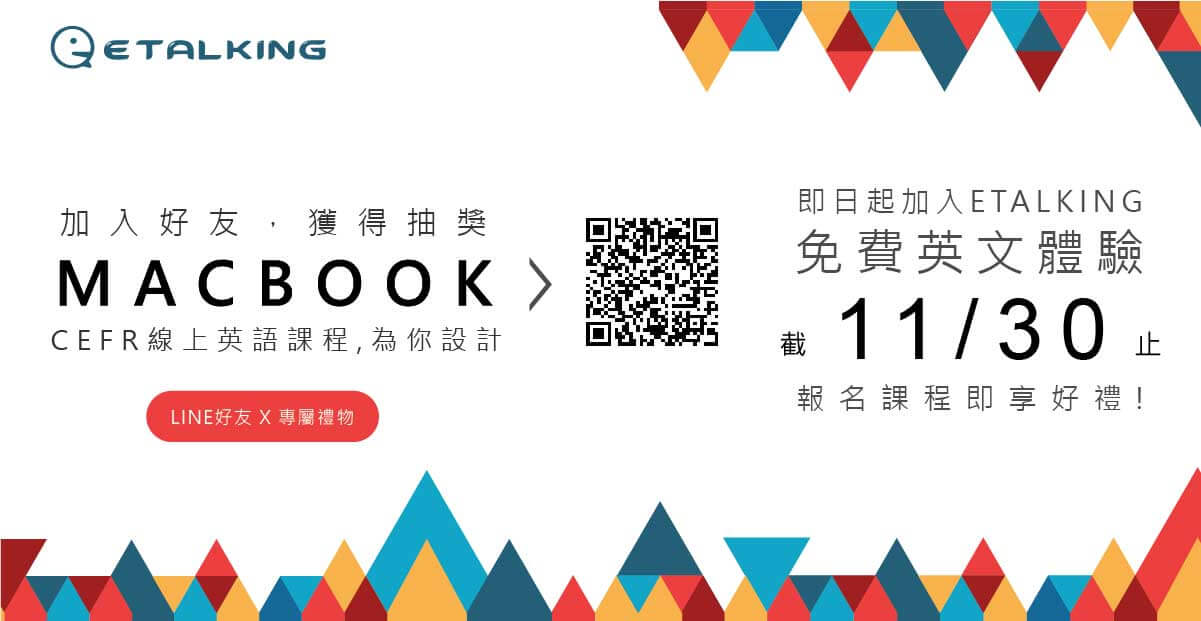 ETALKING
加入好友，獲得抽獎
MACBOOK
CEFR線上英語課程,為你設計
LINE好友 X 專屬禮物
即日起加入ETALKING
免費英文體驗
截 11/30 止
報名課程即享好禮!